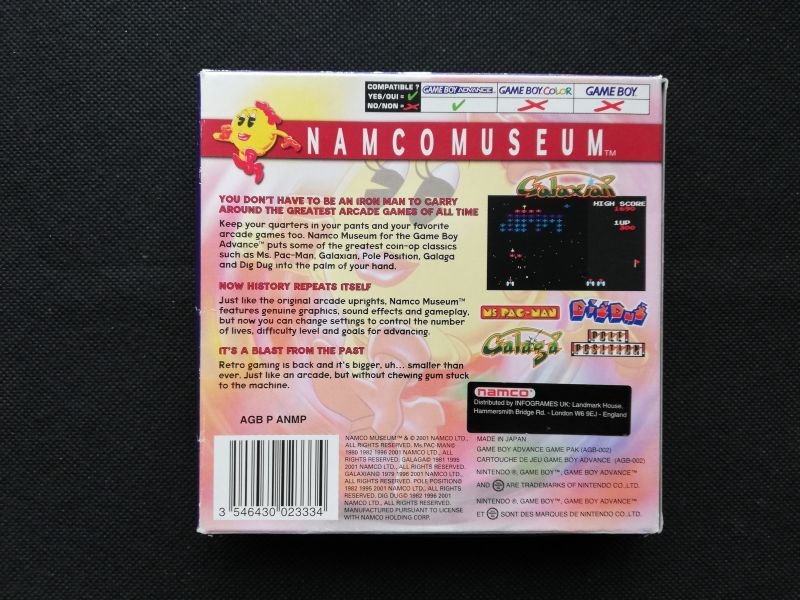 COMPATIBLE ?
YES/OUI = ✓
NO/NON = ✗
GAME BOY ADVANCE
GAME BOY COLOR
GAME BOY
NAMCO MUSEUM™
YOU DON'T HAVE TO BE AN IRON MAN TO CARRY
AROUND THE GREATEST ARCADE GAMES OF ALL TIME
Keep your quarters in your pants and your favorite
arcade games too. Namco Museum for the Game Boy
Advance™ puts some of the greatest coin-op classics
such as Ms. Pac-Man, Galaxian, Pole Position, Galaga
and Dig Dug into the palm of your hand.
NOW HISTORY REPEATS ITSELF
Just like the original arcade uprights, Namco Museum™
features genuine graphics, sound effects and gameplay,
but now you can change settings to control the number
of lives, difficulty level and goals for advancing.
IT'S A BLAST FROM THE PAST
Retro gaming is back and it's bigger, uh... smaller than
ever. Just like an arcade, but without chewing gum stuck
to the machine.
AGB P ANMP
3 546430 023334
Galaxian
HIGH SCORE
1690
1UP
300
MS PAC-MAN
DIG DUG
Galaga
POLE
POSITION
namco
Distributed by INFOGRAMES UK: Landmark House,
Hammersmith Bridge Rd. - London W6 9EJ - England
NAMCO MUSEUM™ & © 2001 NAMCO LTD.,
ALL RIGHTS RESERVED. Ms.PAC MAN©
1980 1982 1996 2001 NAMCO LTD., ALL
RIGHTS RESERVED. GALAGA© 1981 1995
2001 NAMCO LTD., ALL RIGHTS RESERVED.
GALAXIAN© 1979 1996 2001 NAMCO LTD.,
ALL RIGHTS RESERVED. POLE POSITION©
1982 1995 2001 NAMCO LTD., ALL RIGHTS
RESERVED. DIG DUG© 1982 1996 2001
NAMCO LTD., ALL RIGHTS RESERVED.
MANUFACTURED PURSUANT TO LICENSE
WITH NAMCO HOLDING CORP.
MADE IN JAPAN
GAME BOY ADVANCE GAME PAK (AGB-002)
CARTOUCHE DE JEU GAME BOY ADVANCE (AGB-002)
NINTENDO ®, GAME BOY™, GAME BOY ADVANCE™
AND ARE TRADEMARKS OF NINTENDO CO.,LTD.
NINTENDO ®, GAME BOY™, GAME BOY ADVANCE™
ET SONT DES MARQUES DE NINTENDO CO.,LTD.